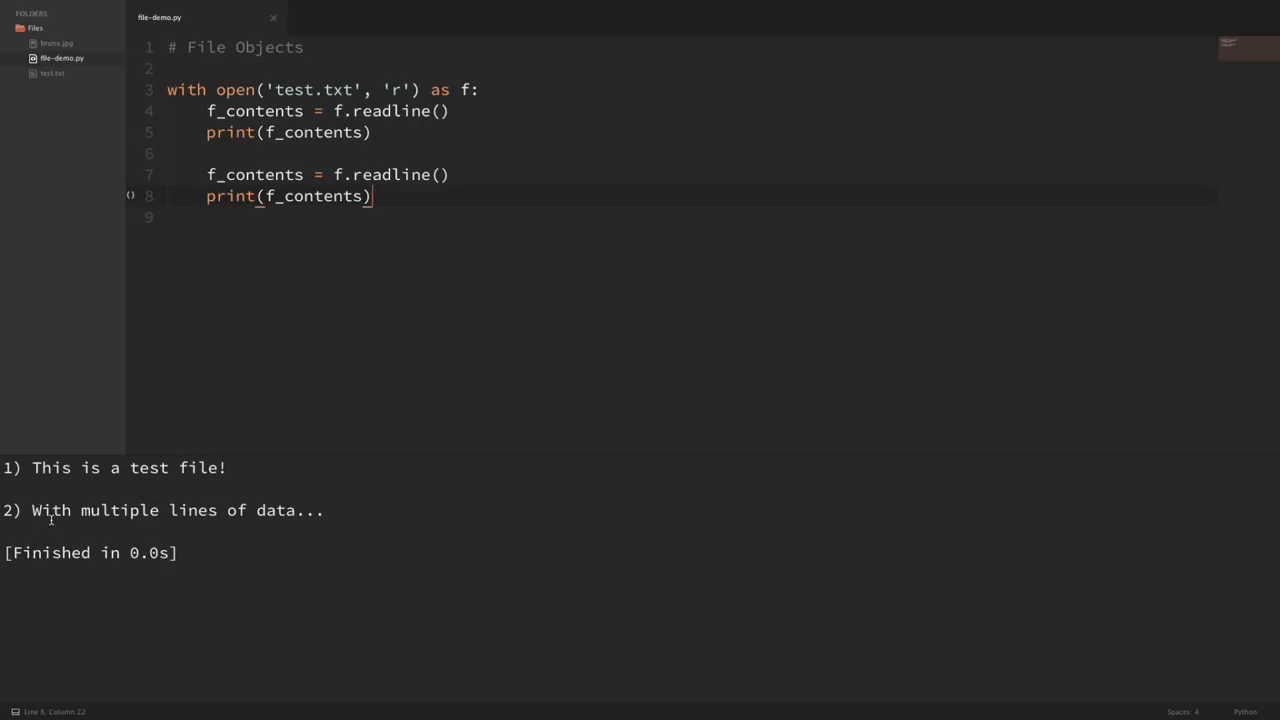 FOLDERS
Files
bronx.jpg
file-demo.py
test.txt
file-demo.py ×
1 # File Objects
2
3 with open('test.txt', 'r') as f:
4     f_contents = f.readline()
5     print(f_contents)
6
7     f_contents = f.readline()
() 8     print(f_contents)
9
1) This is a test file!
2) With multiple lines of data...
[Finished in 0.0s]
Line 8, Column 22
Spaces: 4
Python